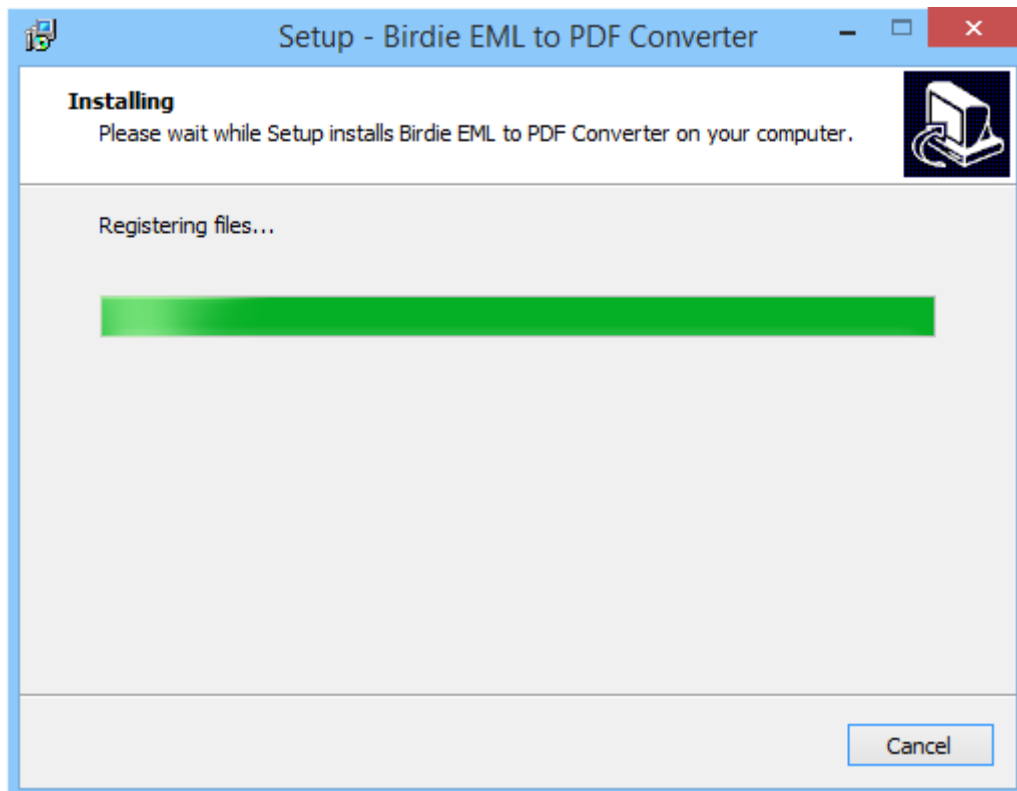 Setup - Birdie EML to PDF Converter
Installing
Please wait while Setup installs Birdie EML to PDF Converter on your computer.
Registering files...
Cancel